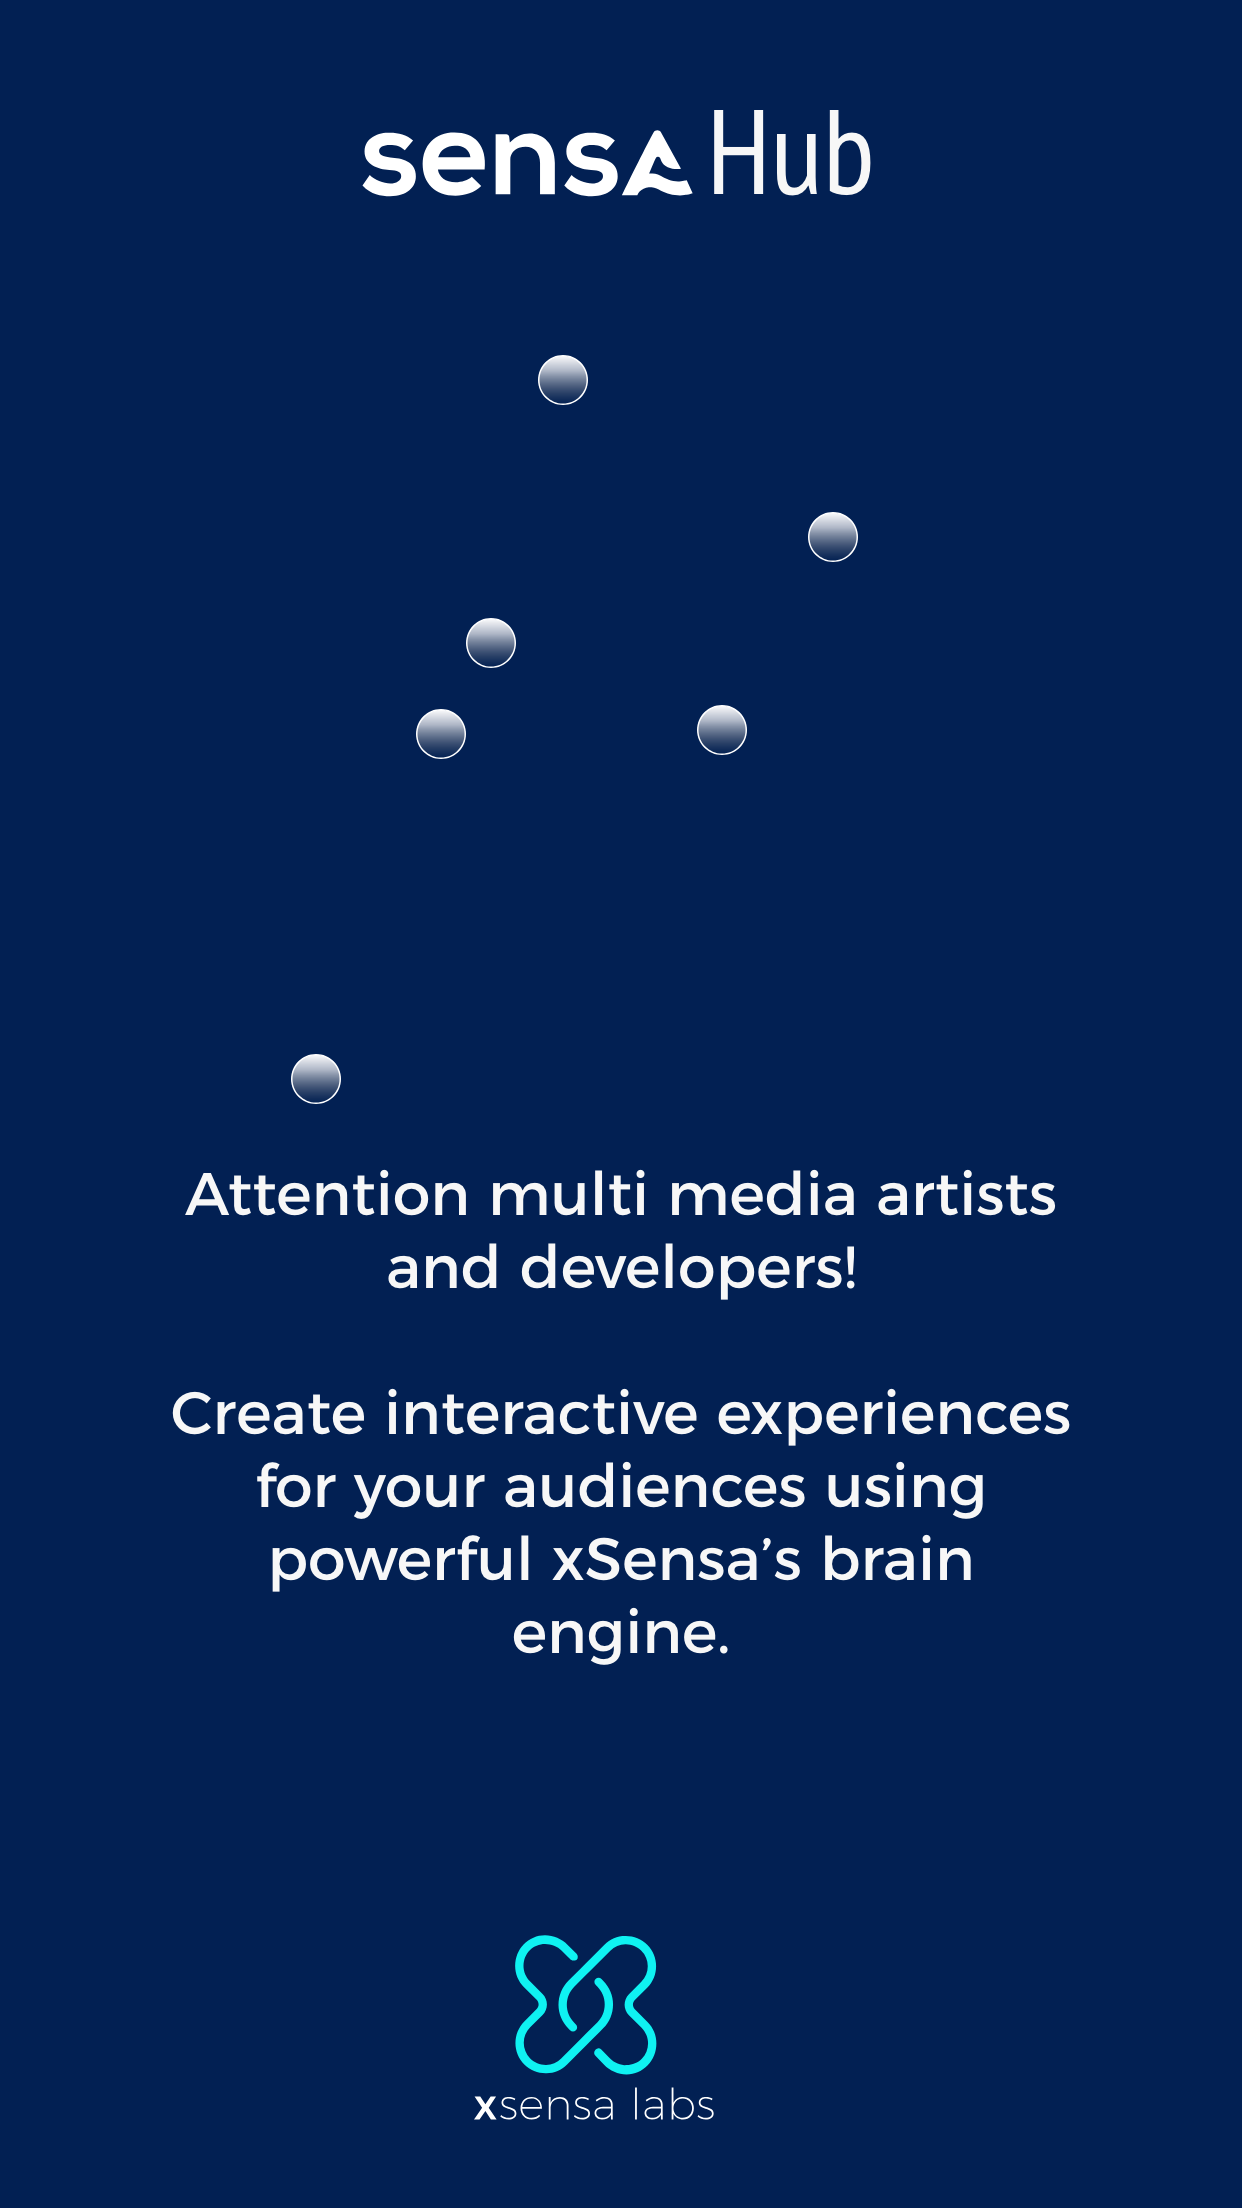 sensA Hub
Attention multi media artists
and developers!
Create interactive experiences
for your audiences using
powerful xSensa’s brain
engine.
xsensa labs